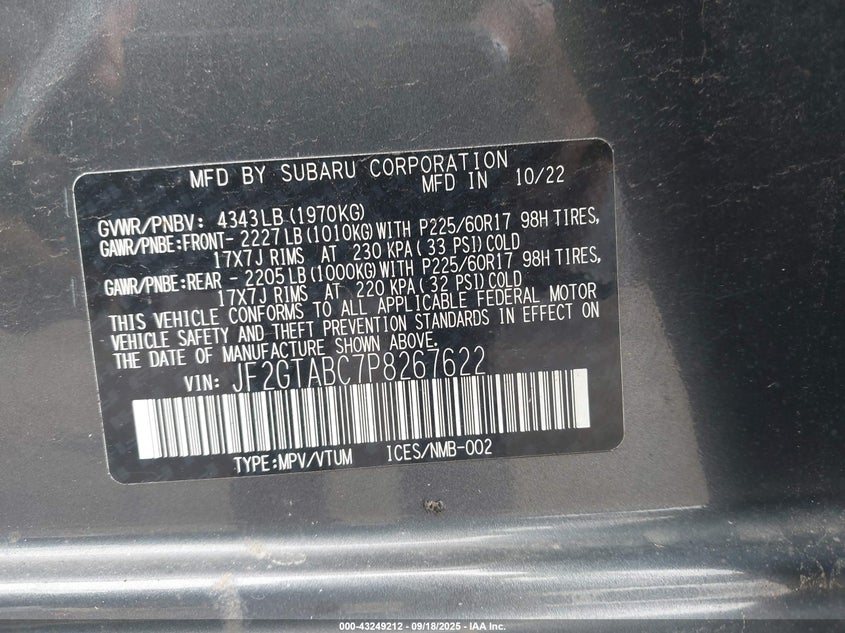 MFD BY SUBARU CORPORATION
MFD IN 10/22
GVWR/PNBV: 4343LB(1970KG)
GAWR/PNBE:FRONT- 2227LB(1010KG)WITH P225/60R17 98H TIRES,
17X7J RIMS AT 230 KPA(33 PSI)COLD
GAWR/PNBE:REAR - 2205LB(1000KG)WITH P225/60R17 98H TIRES,
17X7J RIMS AT 220 KPA(32 PSI)COLD
THIS VEHICLE CONFORMS TO ALL APPLICABLE FEDERAL MOTOR
VEHICLE SAFETY AND THEFT PREVENTION STANDARDS IN EFFECT ON
THE DATE OF MANUFACTURE SHOWN ABOVE.
VIN: JF2GTABC7P8267622
TYPE:MPV/VTUM ICES/NMB-002
000-43249212 - 09/18/2025 - IAA Inc.